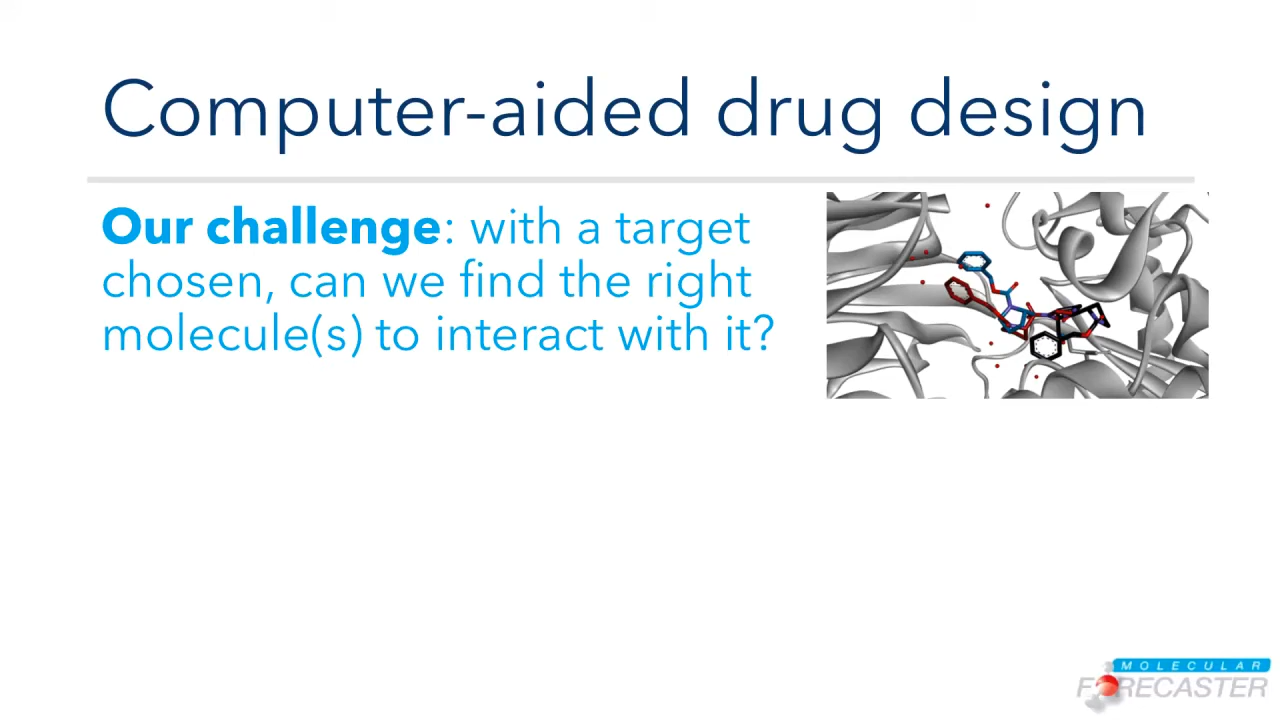 Computer-aided drug design
Our challenge: with a target
chosen, can we find the right
molecule(s) to interact with it?
MOLECULAR
FORECASTER